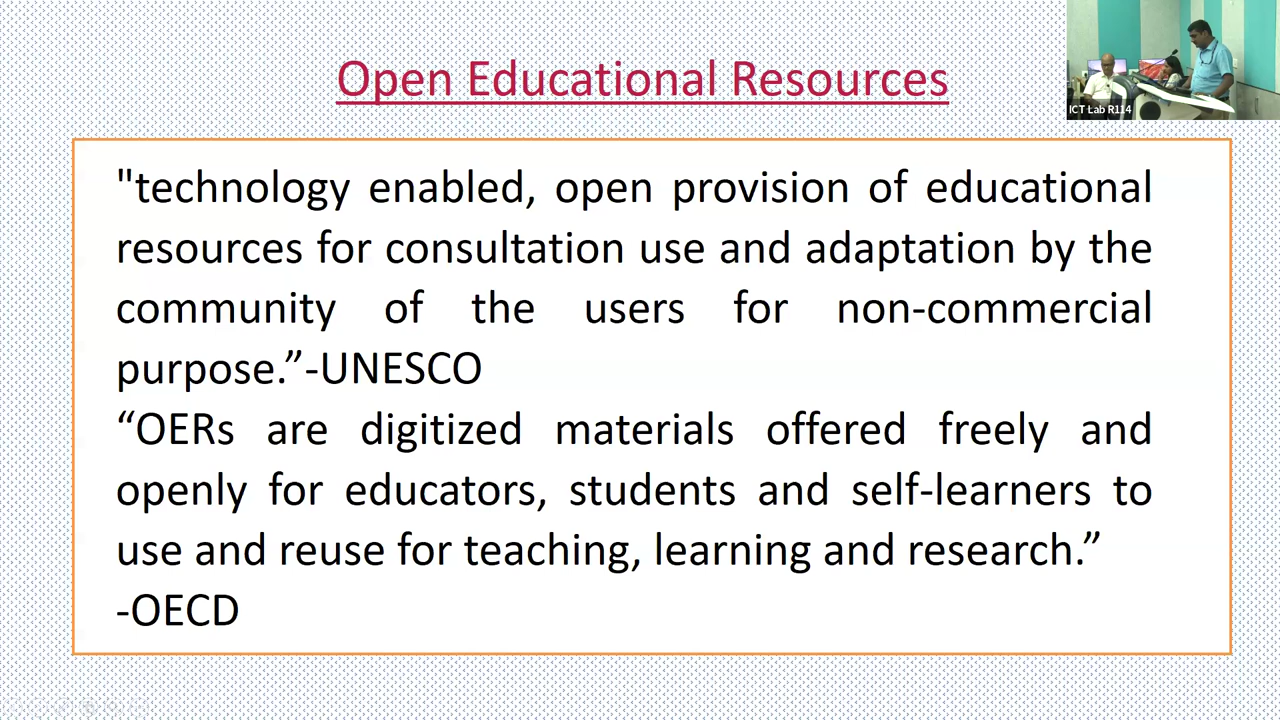 Open Educational Resources
ICT Lab R114
"technology enabled, open provision of educational
resources for consultation use and adaptation by the
community of the users for non-commercial
purpose.”-UNESCO
“OERs are digitized materials offered freely and
openly for educators, students and self-learners to
use and reuse for teaching, learning and research.”
-OECD